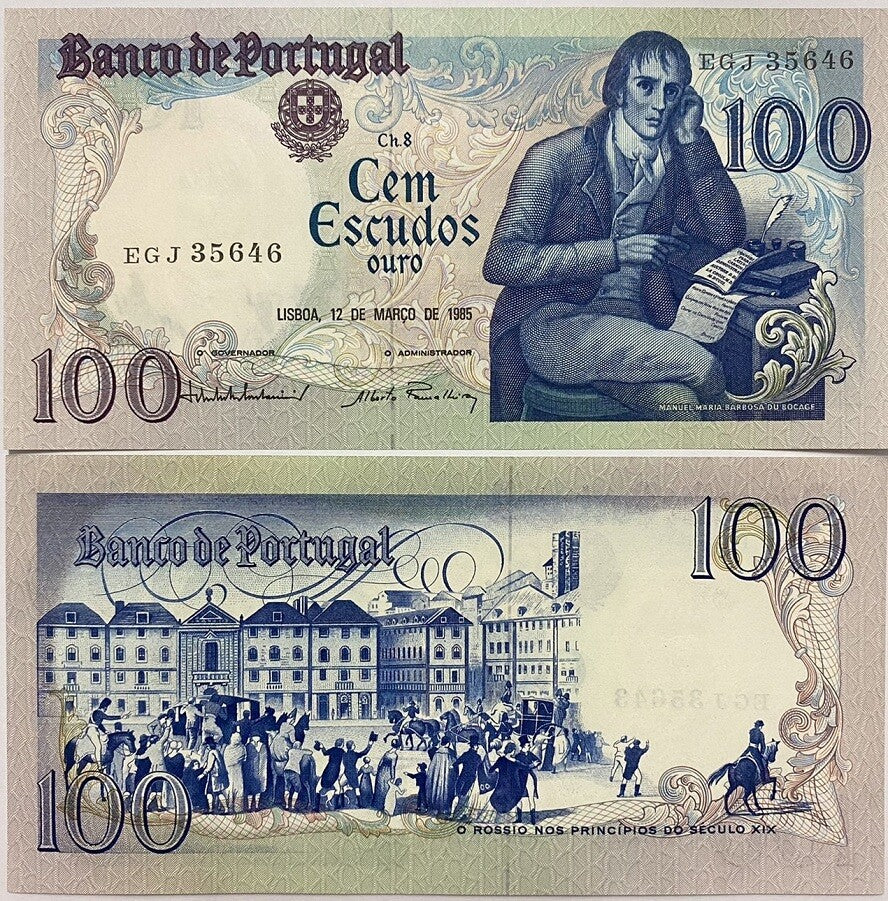 Banco de Portugal
EGJ 35646
100
Ch. 8
Cem
Escudos
ouro
EGJ 35646
LISBOA, 12 DE MARÇO DE 1985
O GOVERNADOR
O ADMINISTRADOR
100
MANUEL MARIA BARBOSA DU BOCAGE
Banco de Portugal
100
100
O ROSSIO NOS PRINCÍPIOS DO SÉCULO XIX